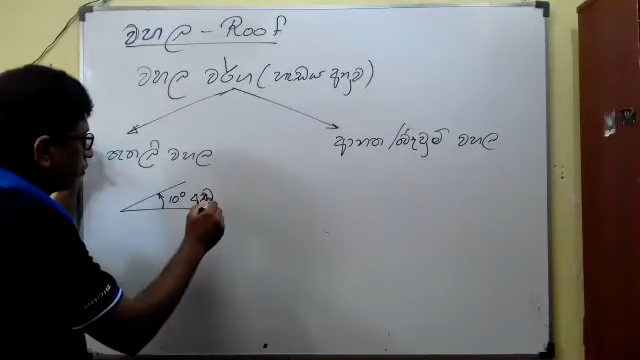 වහල - Roof
වහල වර්ග (හැඩය අනුව)
පැතලි වහල
ආනත / බෑවුම් වහල
10° අඩු